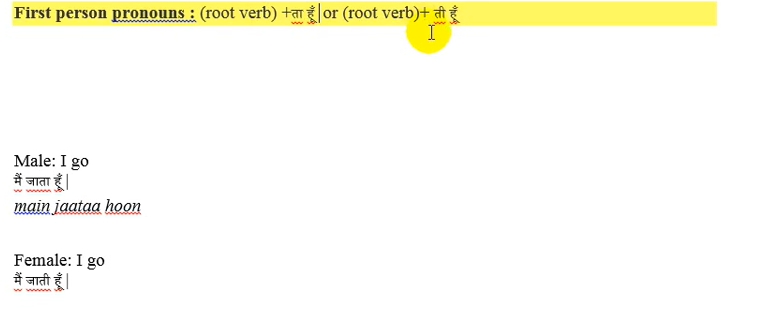 First person pronouns : (root verb) +ता हूँ| or (root verb)+ ती हूँ
Male: I go
मैं जाता हूँ|
main jaataa hoon
Female: I go
मैं जाती हूँ|